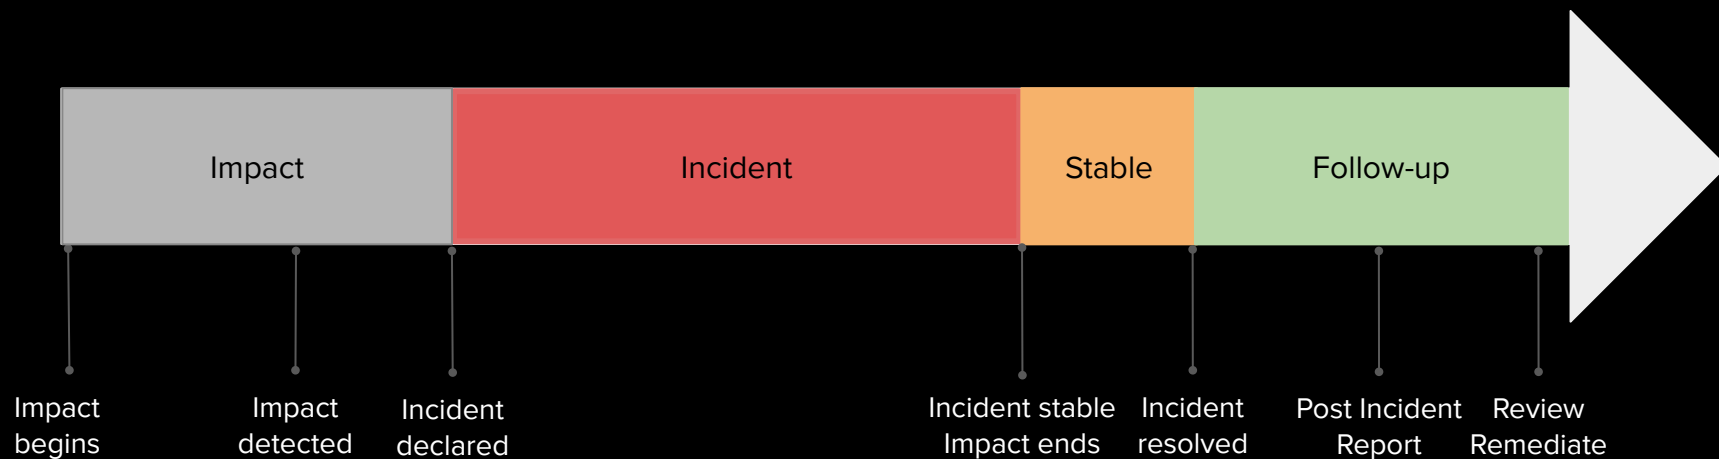 Impact
Incident
Stable
Follow-up
Impact
begins
Impact
detected
Incident
declared
Incident stable
Impact ends
Incident
resolved
Post Incident
Report
Review
Remediate